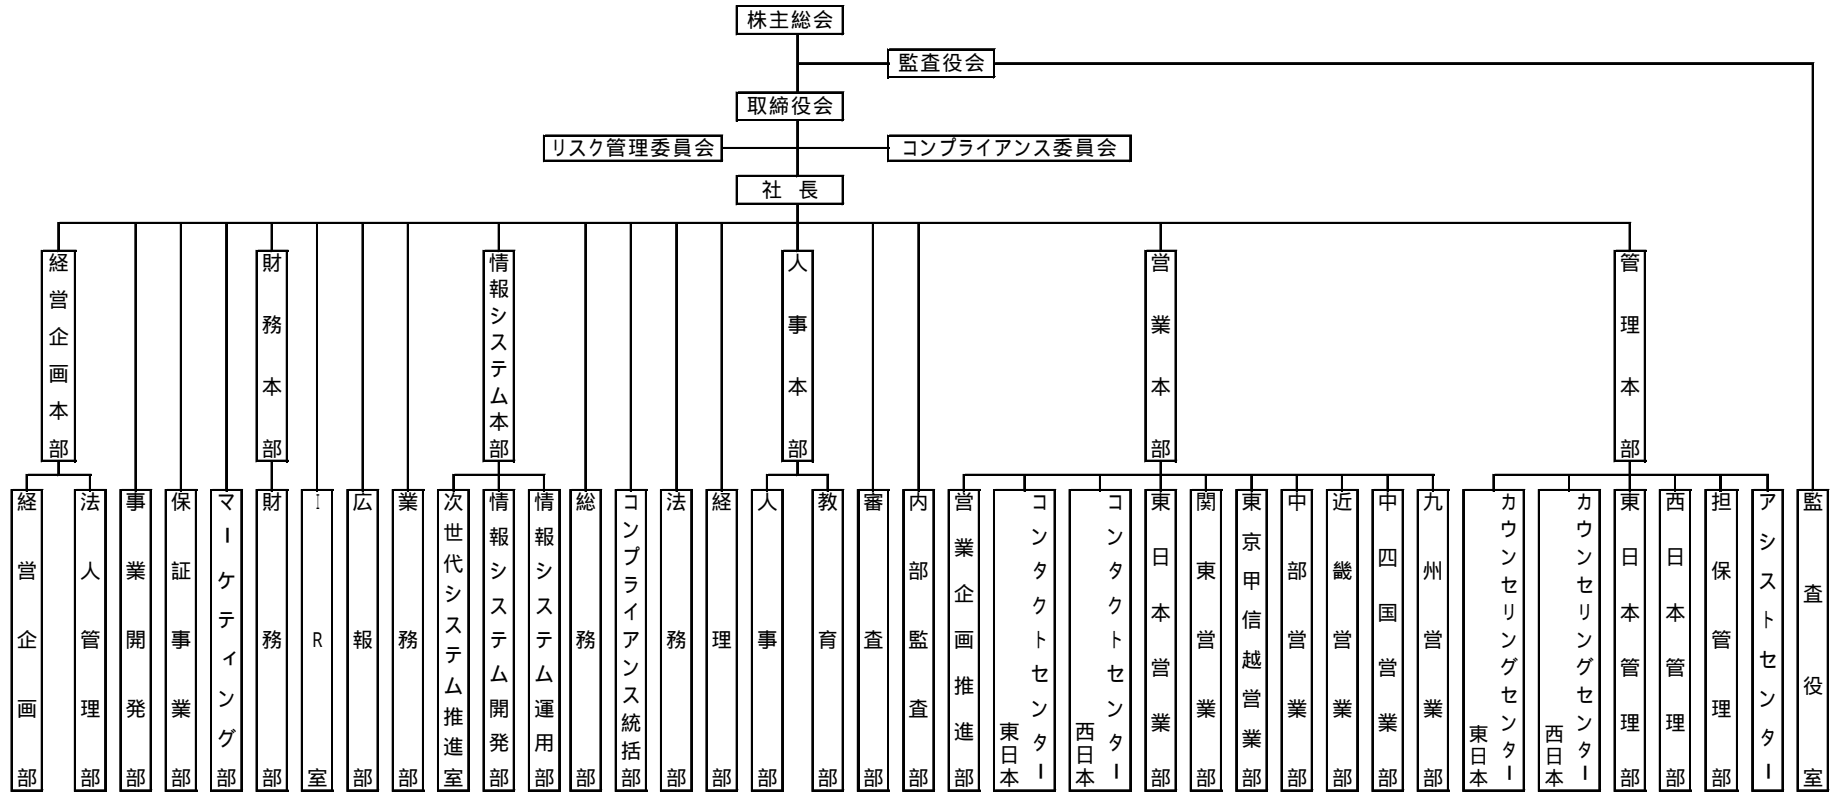 株主総会
監査役会
取締役会
リスク管理委員会
コンプライアンス委員会
社 長
経営企画本部
財務本部
情報システム本部
人事本部
営業本部
管理本部
経営企画部
法人管理部
事業開発部
保証事業部
マーケティング部
財務部
IR室
広報部
業務部
次世代システム推進室
情報システム開発部
情報システム運用部
総務部
コンプライアンス統括部
法務部
経理部
人事部
教育部
審査部
内部監査部
営業企画推進部
コンタクトセンター
東日本
コンタクトセンター
西日本
東日本営業部
関東営業部
東京甲信越営業部
中部営業部
近畿営業部
中四国営業部
九州営業部
カウンセリングセンター
東日本
カウンセリングセンター
西日本
東日本管理部
西日本管理部
担保管理部
アシストセンター
監査役室